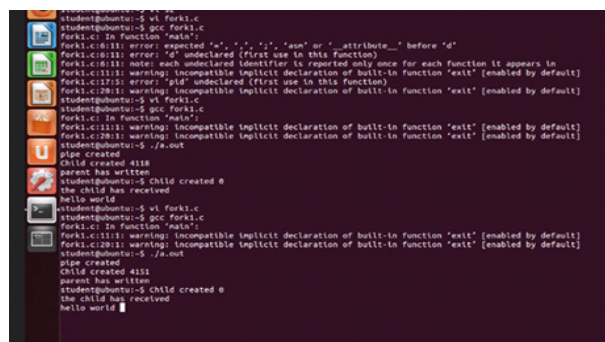 student@ubuntu:~$ vi fork1.c
student@ubuntu:~$ gcc fork1.c
fork1.c: In function 'main':
fork1.c:6:11: error: expected '=', ',', ';', 'asm' or '__attribute__' before 'd'
fork1.c:6:11: error: 'd' undeclared (first use in this function)
fork1.c:6:11: note: each undeclared identifier is reported only once for each function it appears in
fork1.c:11:1: warning: incompatible implicit declaration of built-in function 'exit' [enabled by default]
fork1.c:17:5: error: 'pid' undeclared (first use in this function)
fork1.c:20:1: warning: incompatible implicit declaration of built-in function 'exit' [enabled by default]
student@ubuntu:~$ vi fork1.c
student@ubuntu:~$ gcc fork1.c
fork1.c: In function 'main':
fork1.c:11:1: warning: incompatible implicit declaration of built-in function 'exit' [enabled by default]
fork1.c:20:1: warning: incompatible implicit declaration of built-in function 'exit' [enabled by default]
student@ubuntu:~$ ./a.out
pipe created
Child created 4118
parent has written
student@ubuntu:~$ Child created 0
the child has received
hello world
student@ubuntu:~$ vi fork1.c
student@ubuntu:~$ gcc fork1.c
fork1.c: In function 'main':
fork1.c:11:1: warning: incompatible implicit declaration of built-in function 'exit' [enabled by default]
fork1.c:20:1: warning: incompatible implicit declaration of built-in function 'exit' [enabled by default]
student@ubuntu:~$ ./a.out
pipe created
Child created 4151
parent has written
student@ubuntu:~$ Child created 0
the child has received
hello world